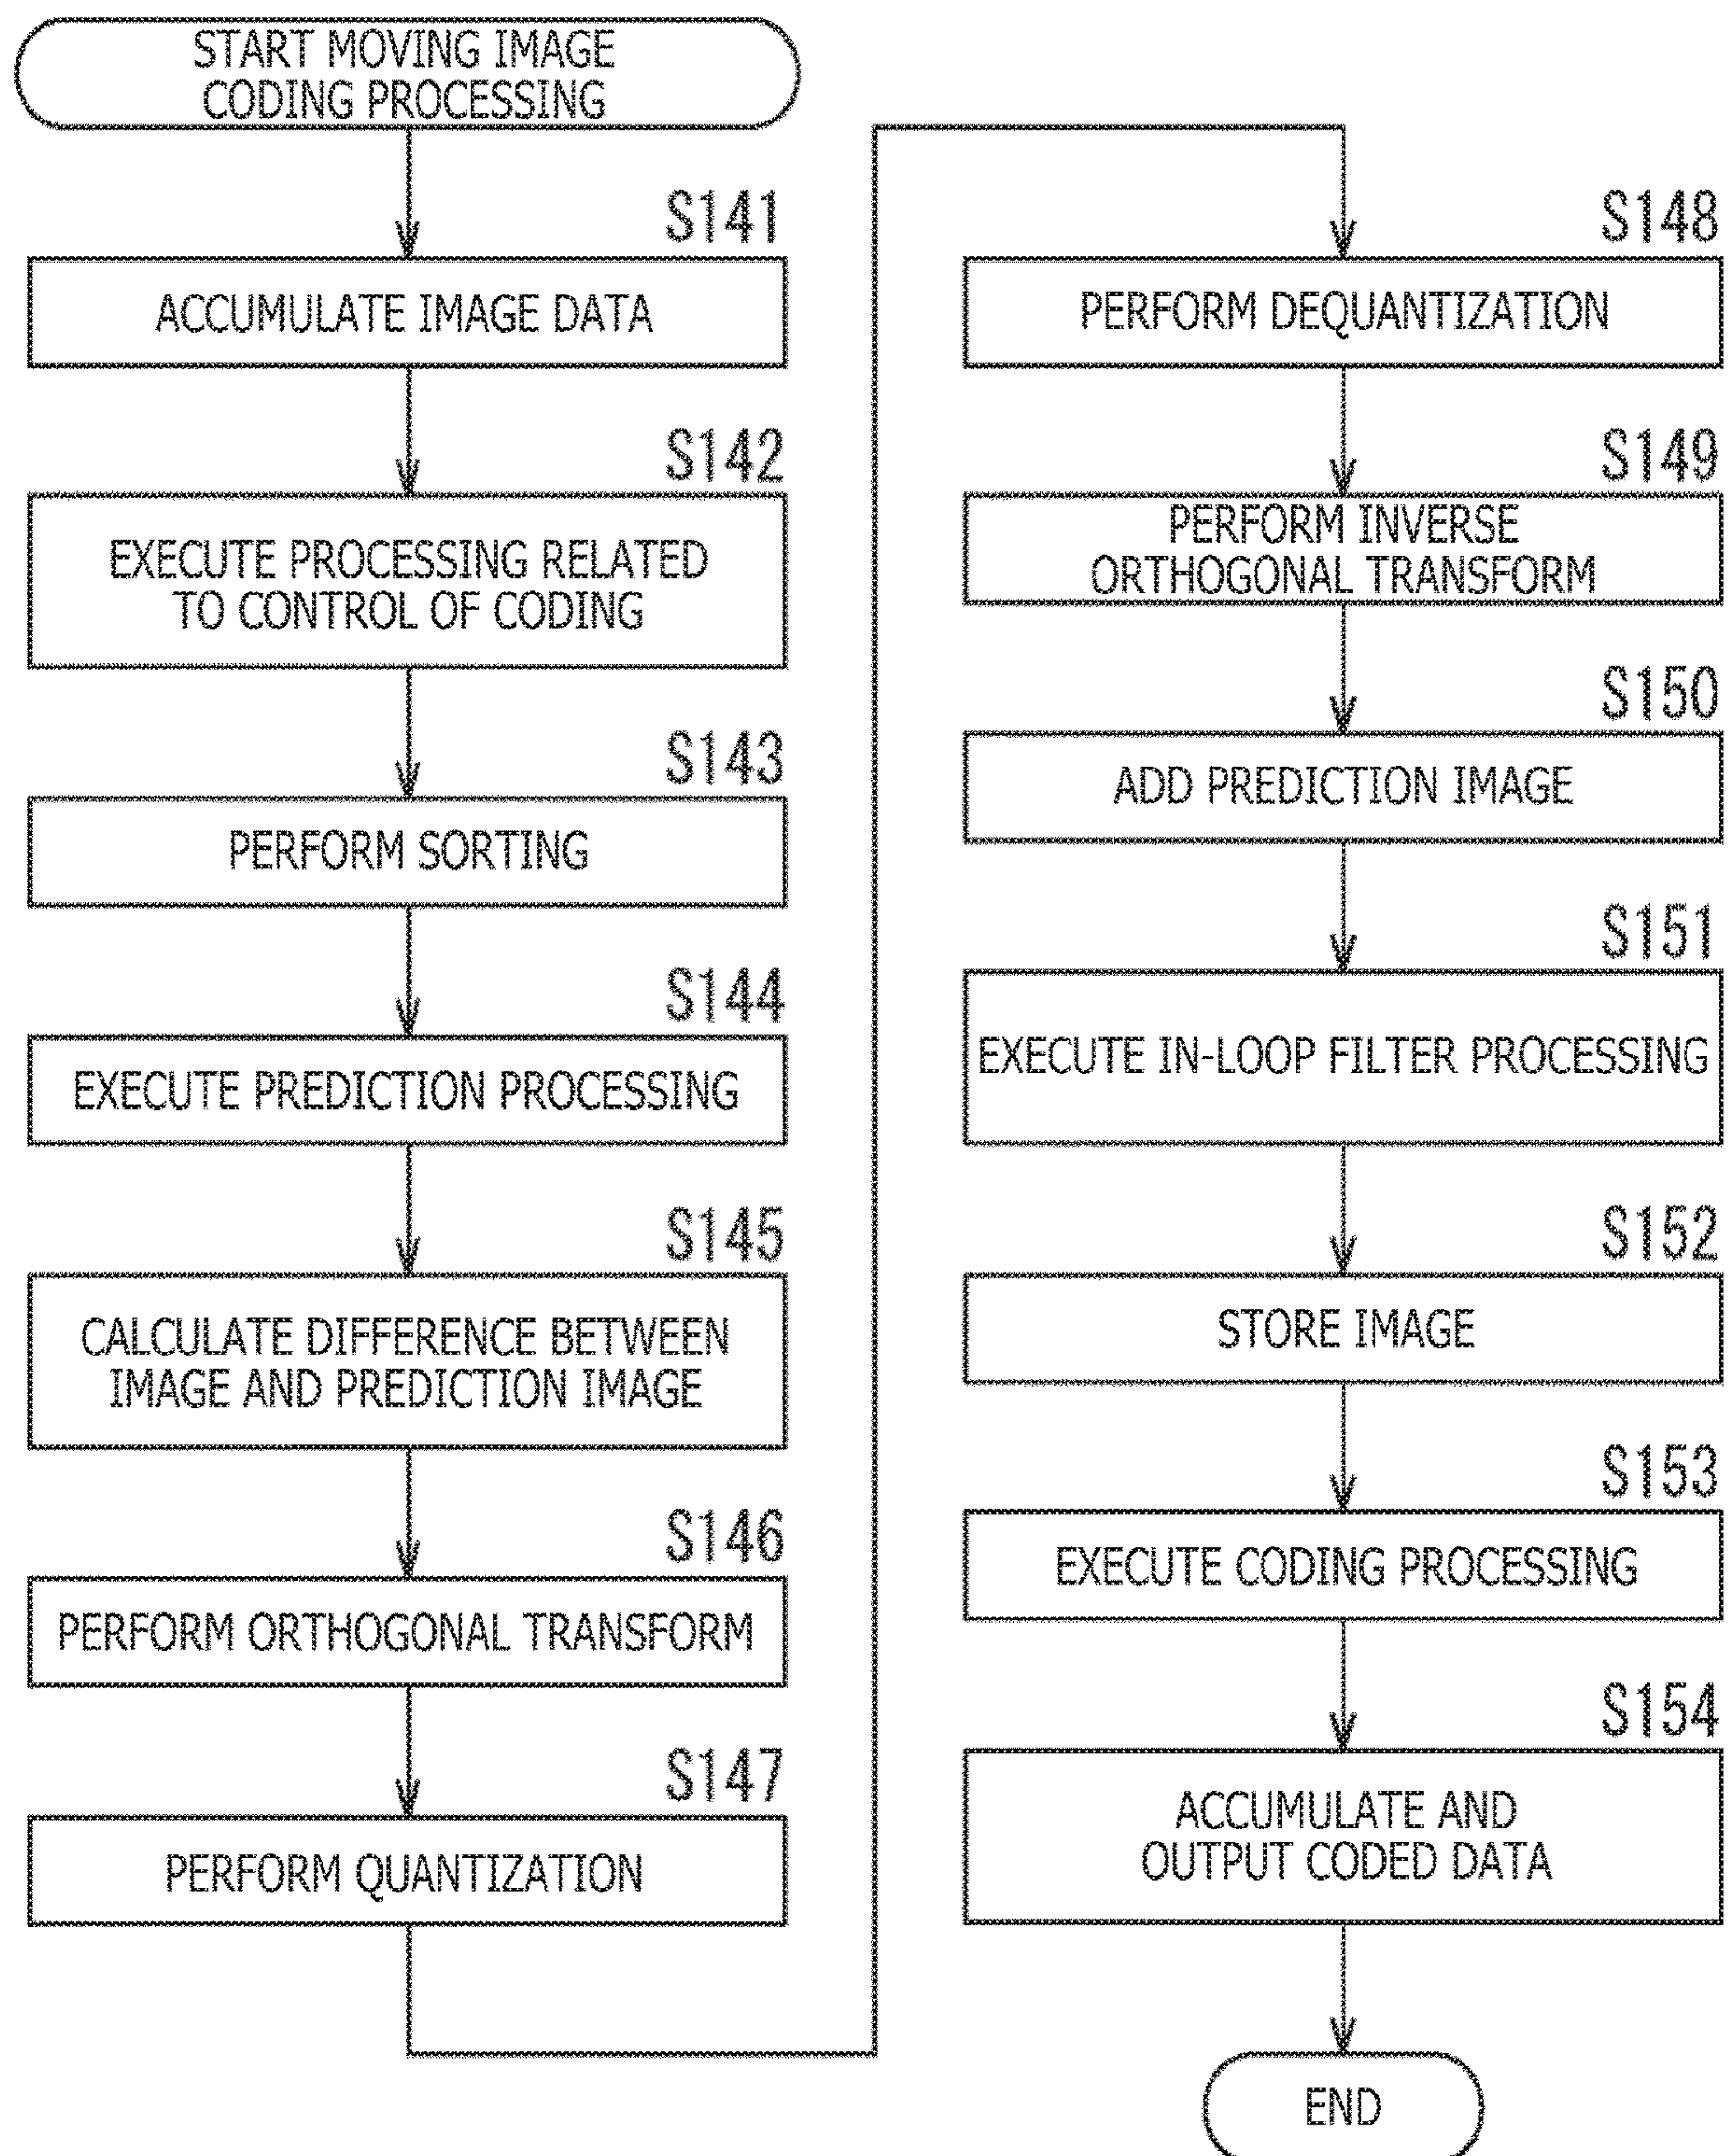 START MOVING IMAGE
CODING PROCESSING
S141
ACCUMULATE IMAGE DATA
S142
EXECUTE PROCESSING RELATED
TO CONTROL OF CODING
S143
PERFORM SORTING
S144
EXECUTE PREDICTION PROCESSING
S145
CALCULATE DIFFERENCE BETWEEN
IMAGE AND PREDICTION IMAGE
S146
PERFORM ORTHOGONAL TRANSFORM
S147
PERFORM QUANTIZATION
S148
PERFORM DEQUANTIZATION
S149
PERFORM INVERSE
ORTHOGONAL TRANSFORM
S150
ADD PREDICTION IMAGE
S151
EXECUTE IN-LOOP FILTER PROCESSING
S152
STORE IMAGE
S153
EXECUTE CODING PROCESSING
S154
ACCUMULATE AND
OUTPUT CODED DATA
END